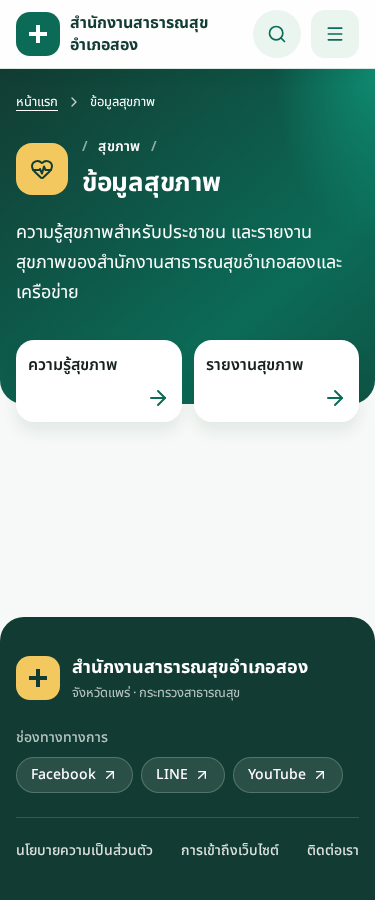 สำนักงานสาธารณสุข
อำเภอสอง
หน้าแรก > ข้อมูลสุขภาพ
/ สุขภาพ /
ข้อมูลสุขภาพ
ความรู้สุขภาพสำหรับประชาชน และรายงาน
สุขภาพของสำนักงานสาธารณสุขอำเภอสองและ
เครือข่าย
ความรู้สุขภาพ
รายงานสุขภาพ
สำนักงานสาธารณสุขอำเภอสอง
จังหวัดแพร่ · กระทรวงสาธารณสุข
ช่องทางทางการ
Facebook LINE YouTube
นโยบายความเป็นส่วนตัว การเข้าถึงเว็บไซต์ ติดต่อเรา